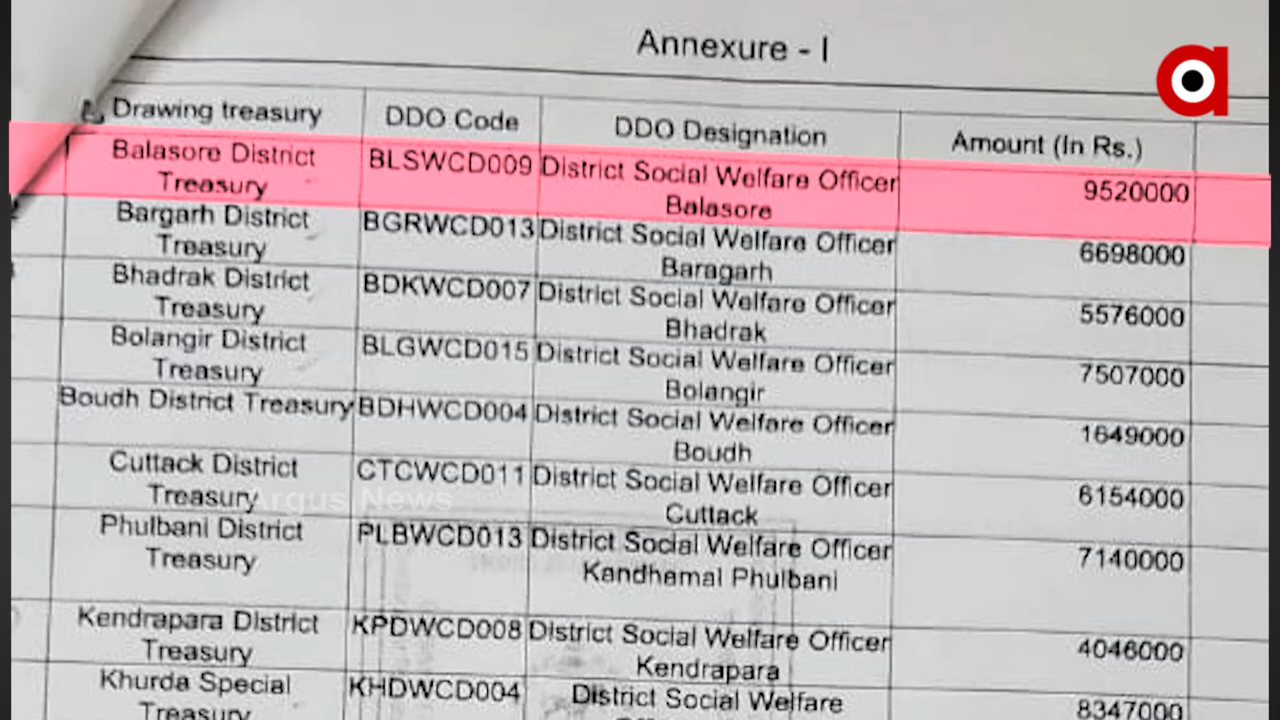 Annexure - I
Drawing treasury DDO Code DDO Designation Amount (In Rs.)
Balasore District BLSWCD009 District Social Welfare Officer 9520000
Treasury Balasore
Bargarh District BGRWCD013 District Social Welfare Officer 6698000
Treasury Baragarh
Bhadrak District BDKWCD007 District Social Welfare Officer 5576000
Treasury Bhadrak
Bolangir District BLGWCD015 District Social Welfare Officer 7507000
Treasury Bolangir
Boudh District Treasury BDHWCD004 District Social Welfare Officer 1649000
Boudh
Cuttack District CTCWCD011 District Social Welfare Officer 6154000
Treasury Cuttack
Argus News
Phulbani District PLBWCD013 District Social Welfare Officer 7140000
Treasury Kandhamal Phulbani
Kendrapara District KPDWCD008 District Social Welfare Officer 4046000
Treasury Kendrapara
Khurda Special KHDWCD004 District Social Welfare 8347000
Treasury